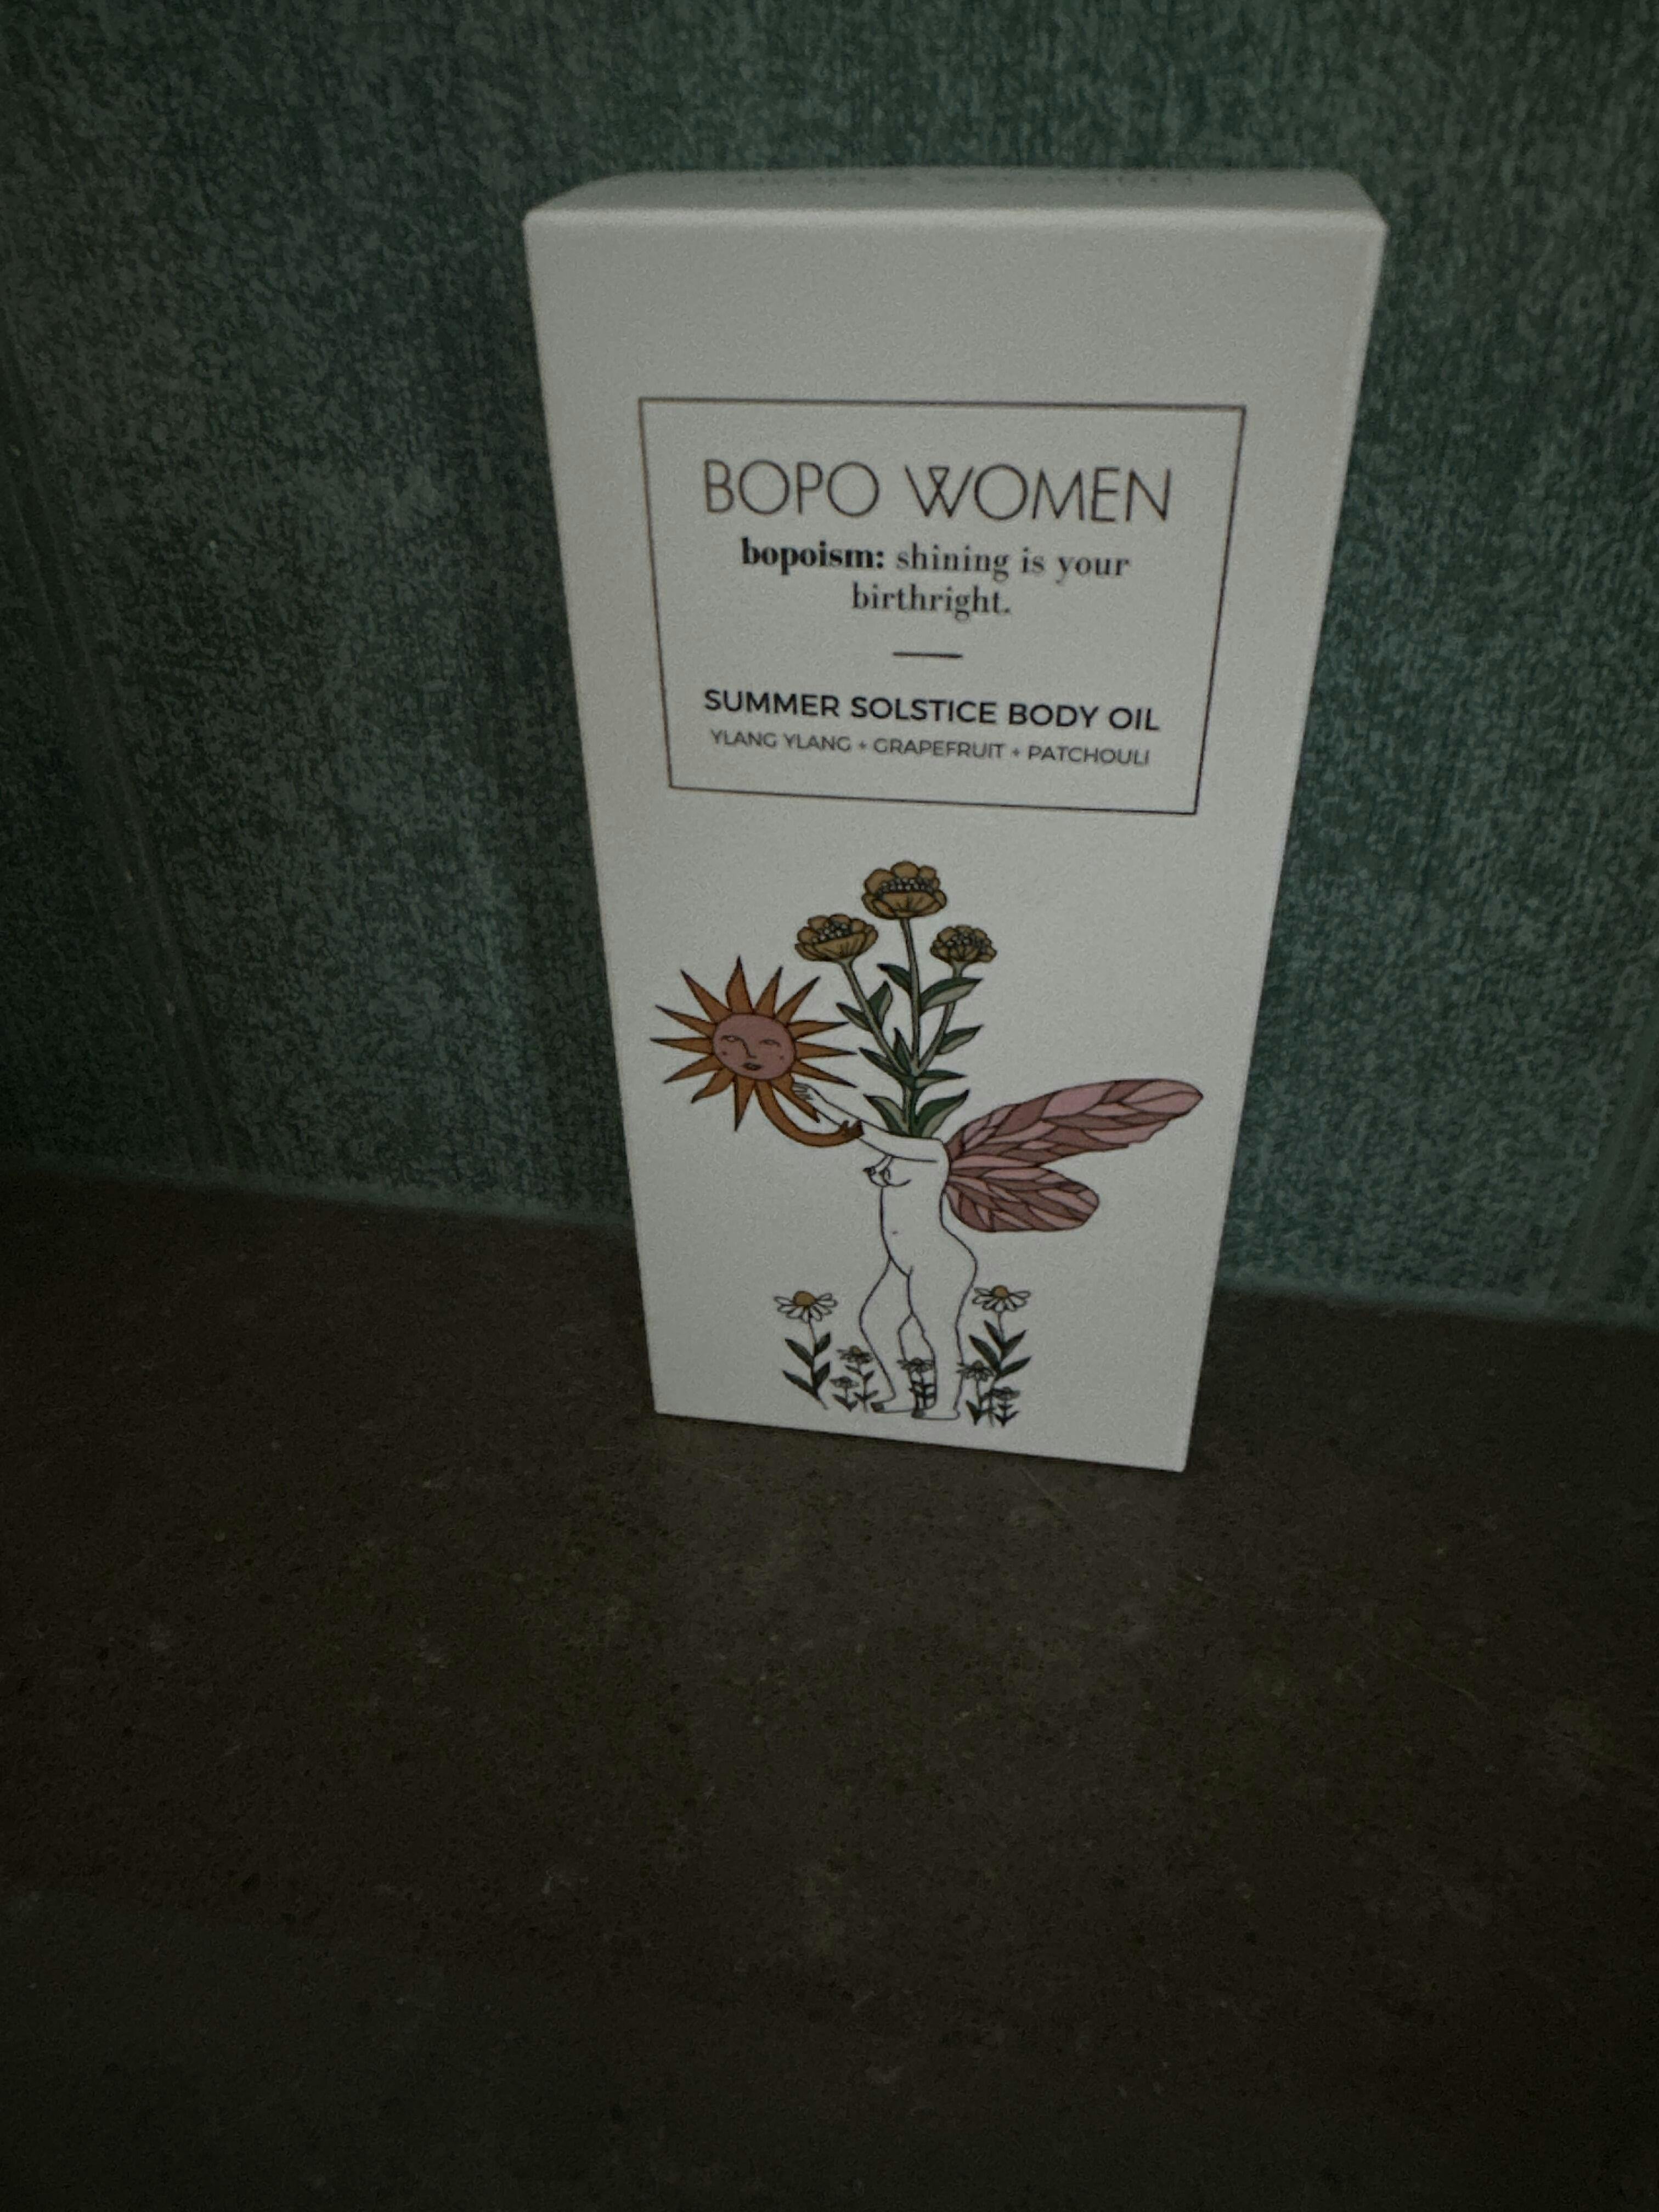 BOPO WOMEN
bopoism: shining is your
birthright.
SUMMER SOLSTICE BODY OIL
YLANG YLANG + GRAPEFRUIT + PATCHOULI